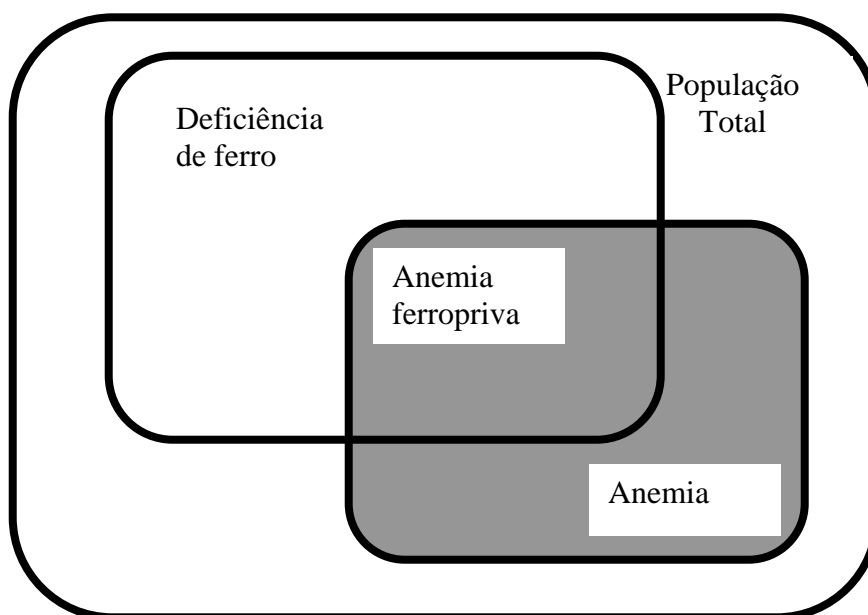 População
Total
Deficiência
de ferro
Anemia
ferropriva
Anemia